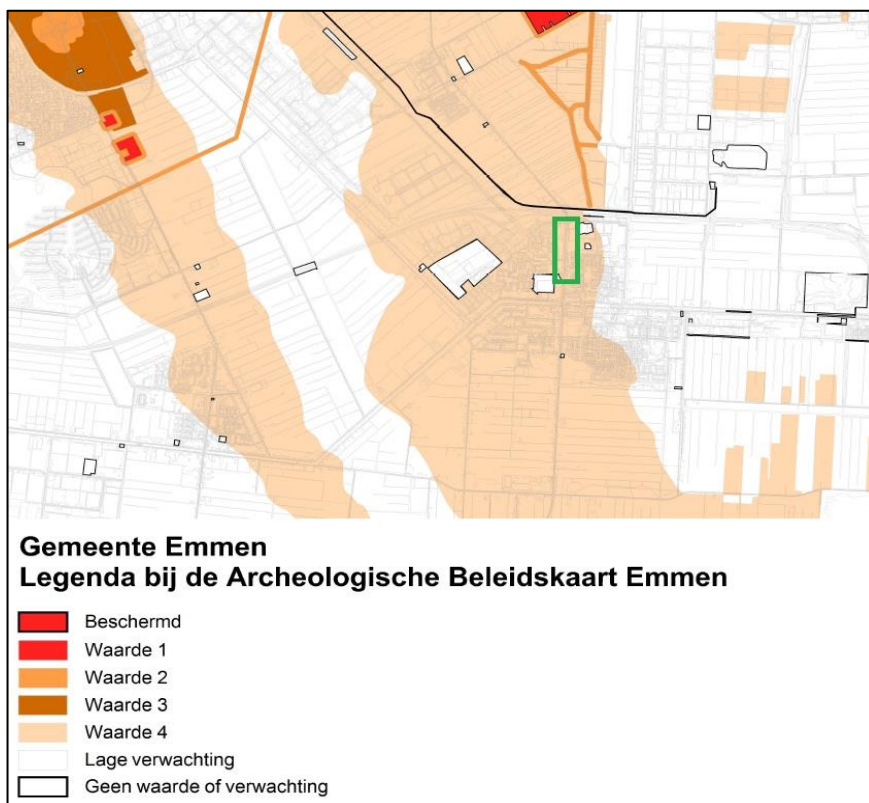 Gemeente Emmen
Legenda bij de Archeologische Beleidskaart Emmen
Beschermd
Waarde 1
Waarde 2
Waarde 3
Waarde 4
Lage verwachting
Geen waarde of verwachting